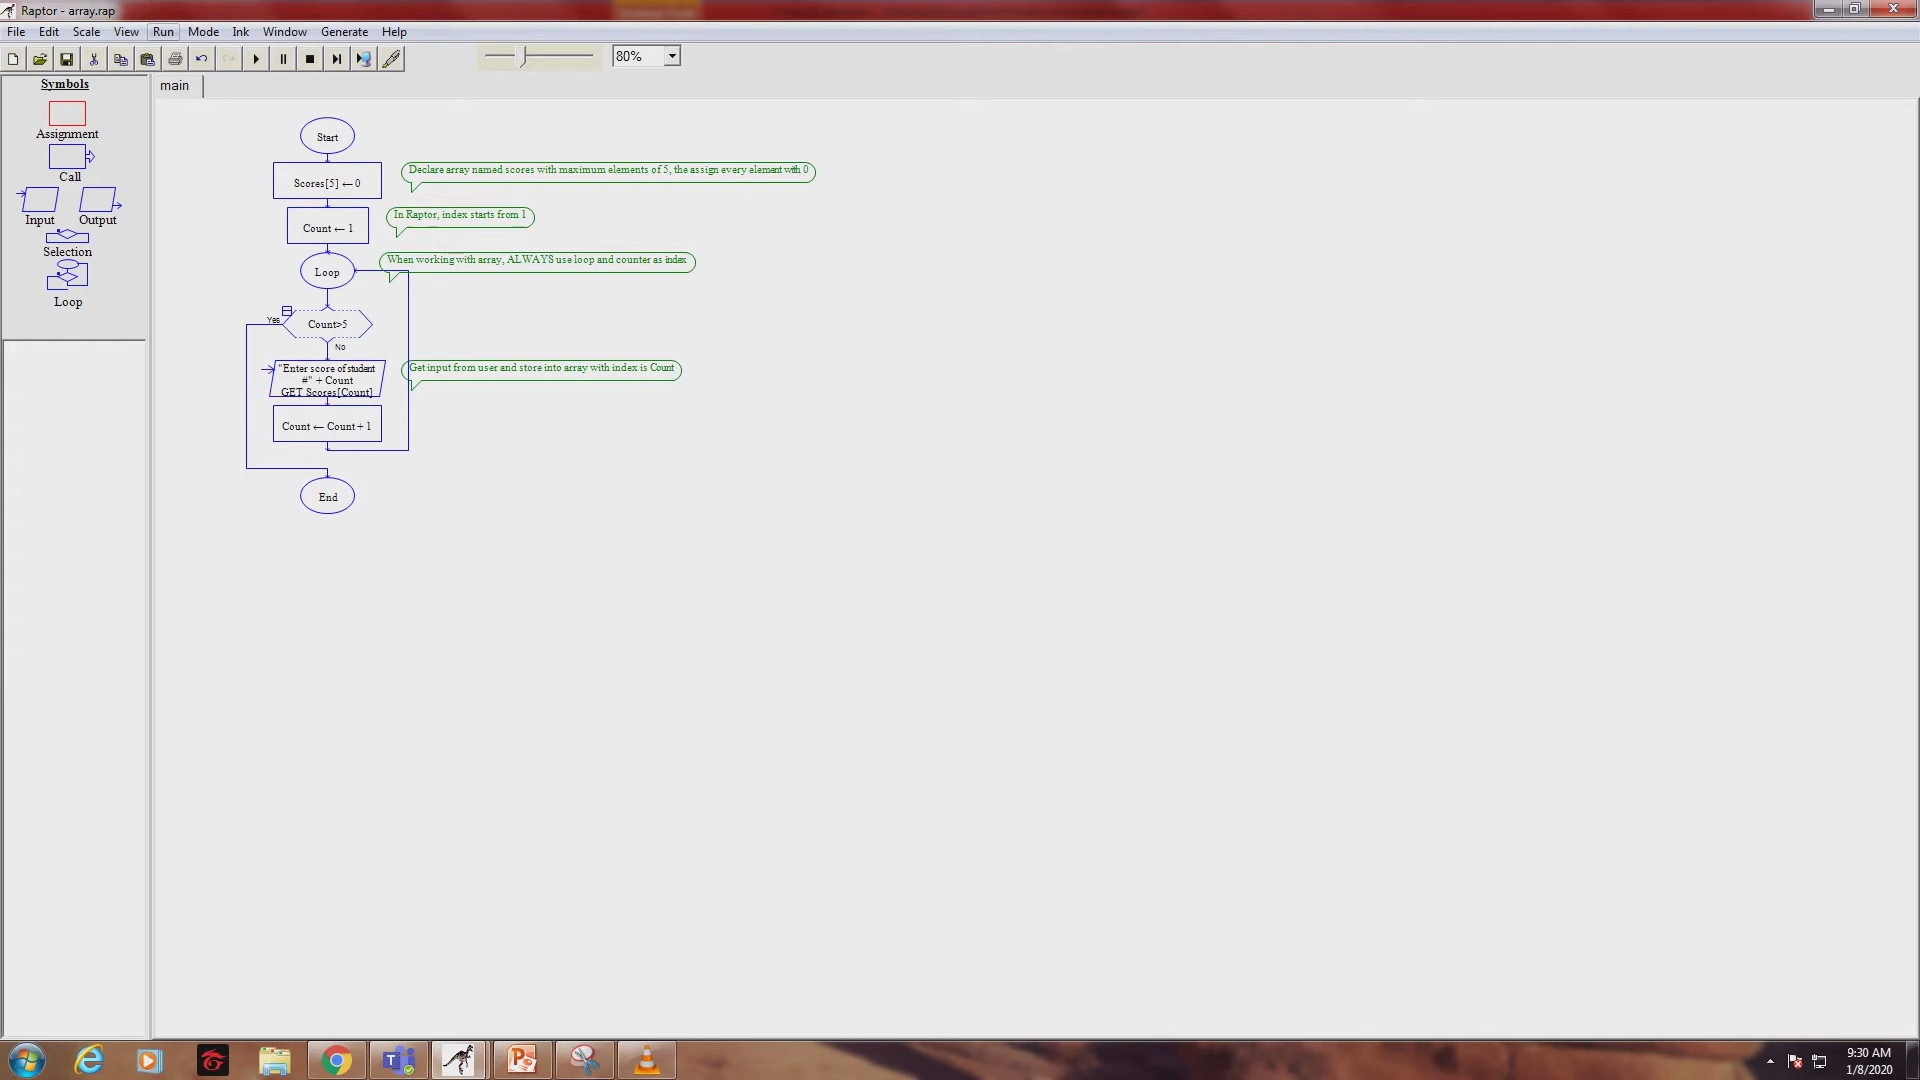 Raptor - array.rap
File Edit Scale View Run Mode Ink Window Generate Help
80%
Symbols
main
Assignment
Call
Input Output
Selection
Loop
Start
Scores[5] ← 0
Declare array named scores with maximum elements of 5, the assign every element with 0
Count ← 1
In Raptor, index starts from 1
Loop
When working with array, ALWAYS use loop and counter as index
Yes
Count>5
No
"Enter score of student
#" + Count
GET Scores[Count]
Get input from user and store into array with index is Count
Count ← Count + 1
End
9:30 AM
1/8/2020